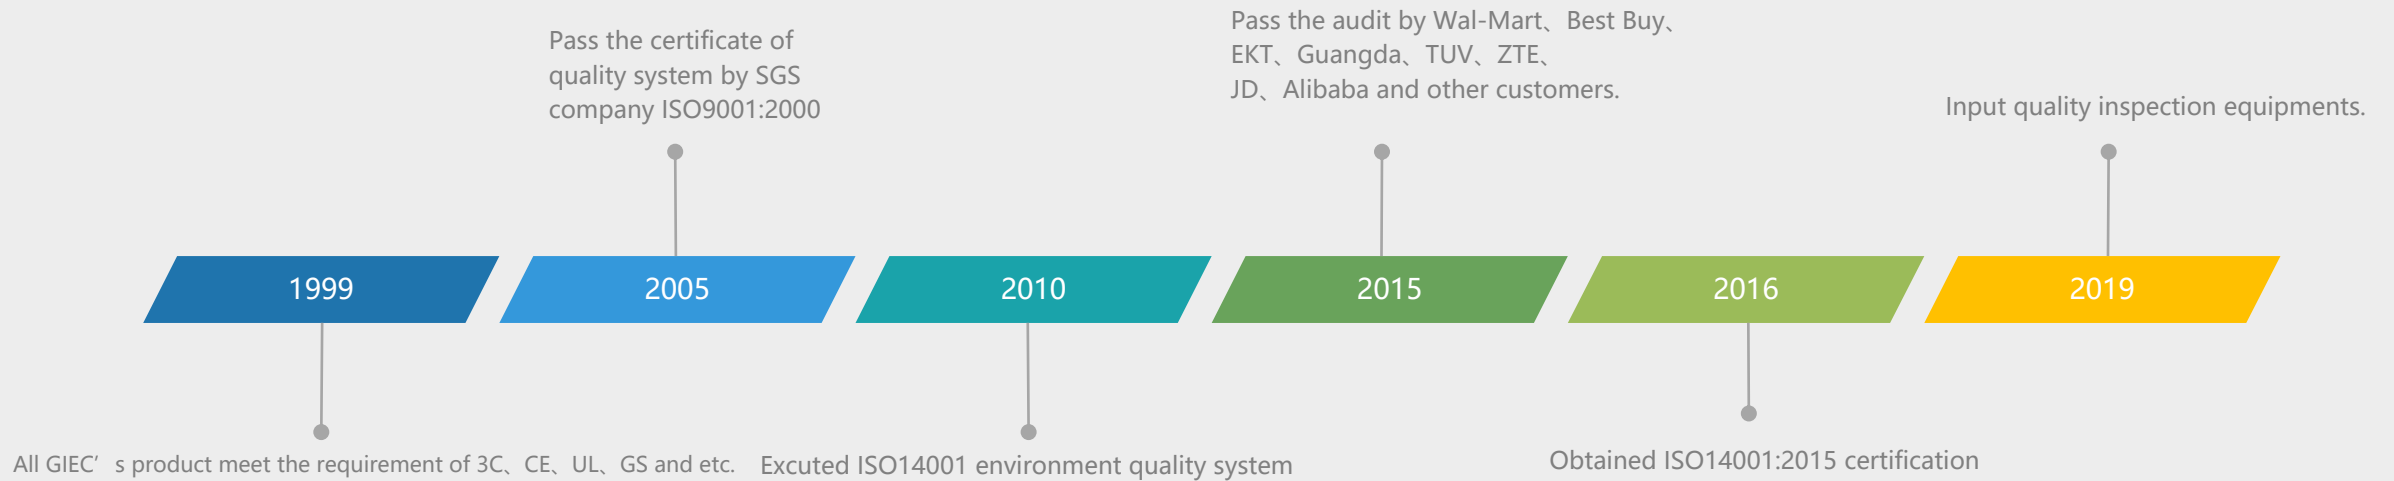 Pass the certificate of
quality system by SGS
company ISO9001:2000
Pass the audit by Wal-Mart、Best Buy、
EKT、Guangda、TUV、ZTE、
JD、Alibaba and other customers.
Input quality inspection equipments.
1999
2005
2010
2015
2016
2019
All GIEC’s product meet the requirement of 3C、CE、UL、GS and etc.
Excuted ISO14001 environment quality system
Obtained ISO14001:2015 certification